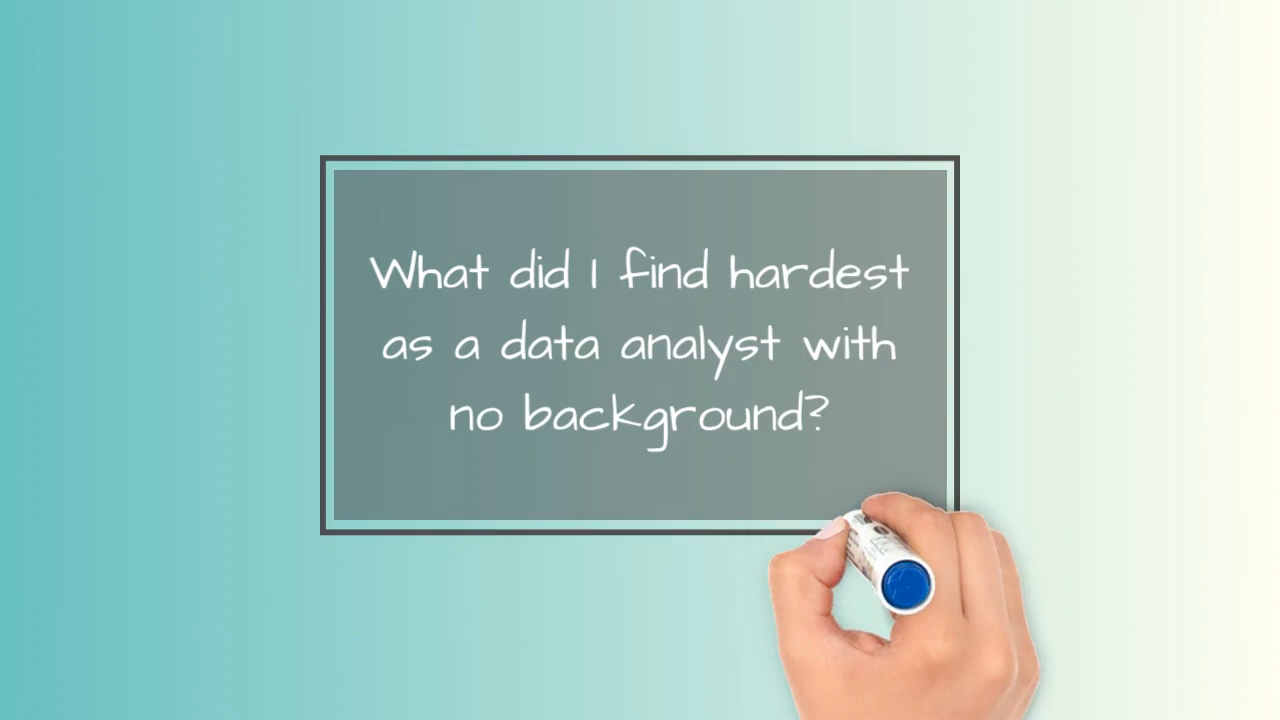 What did I find hardest
as a data analyst with
no background?